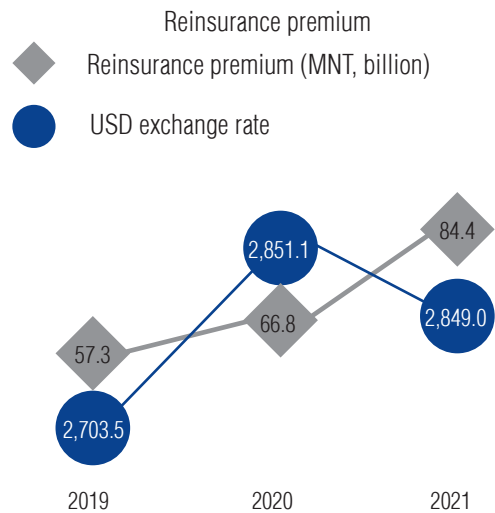 Reinsurance premium
Reinsurance premium (MNT, billion)
USD exchange rate
84.4
2,851.1
66.8
2,849.0
57.3
2,703.5
2019 2020 2021